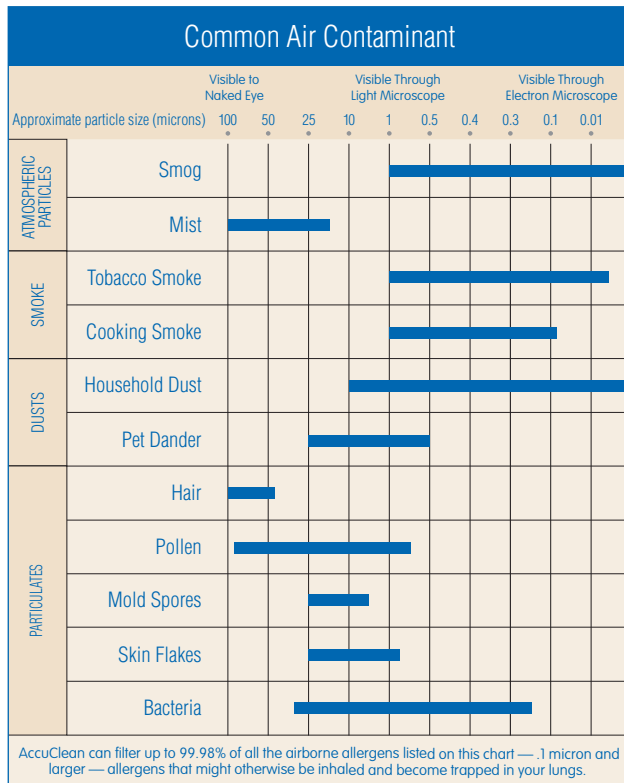 Common Air Contaminant
Visible to
Naked Eye
Visible Through
Light Microscope
Visible Through
Electron Microscope
Approximate particle size (microns) 100 50 25 10 1 0.5 0.4 0.3 0.1 0.01
ATMOSPHERIC
PARTICLES
Smog
Mist
SMOKE
Tobacco Smoke
Cooking Smoke
DUSTS
Household Dust
Pet Dander
PARTICULATES
Hair
Pollen
Mold Spores
Skin Flakes
Bacteria
AccuClean can filter up to 99.98% of all the airborne allergens listed on this chart — .1 micron and
larger — allergens that might otherwise be inhaled and become trapped in your lungs.